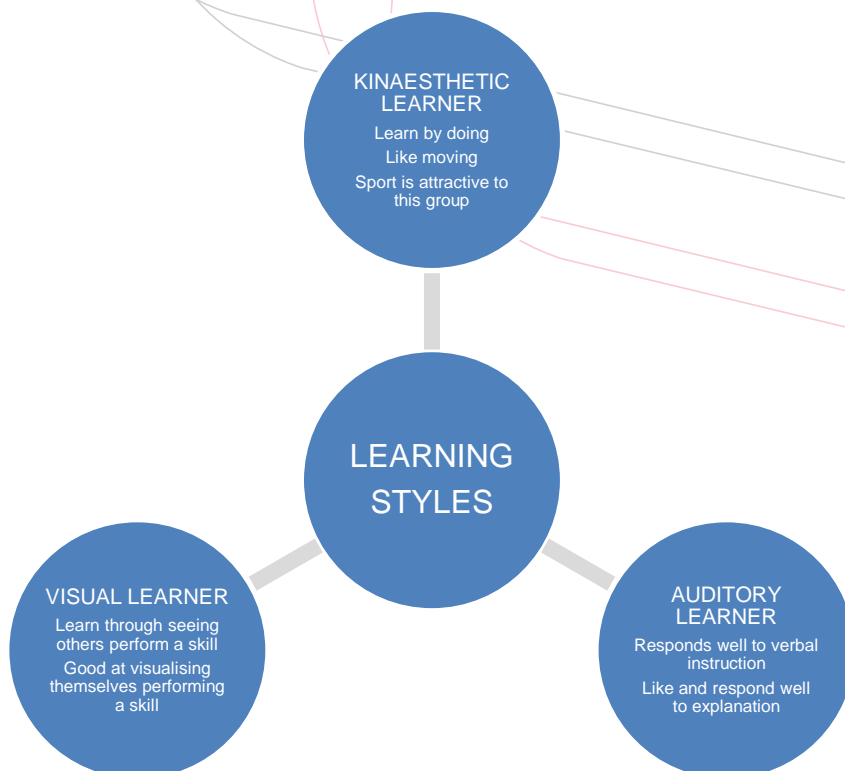 KINAESTHETIC
LEARNER
Learn by doing
Like moving
Sport is attractive to
this group
LEARNING
STYLES
VISUAL LEARNER
Learn through seeing
others perform a skill
Good at visualising
themselves performing
a skill
AUDITORY
LEARNER
Responds well to verbal
instruction
Like and respond well
to explanation